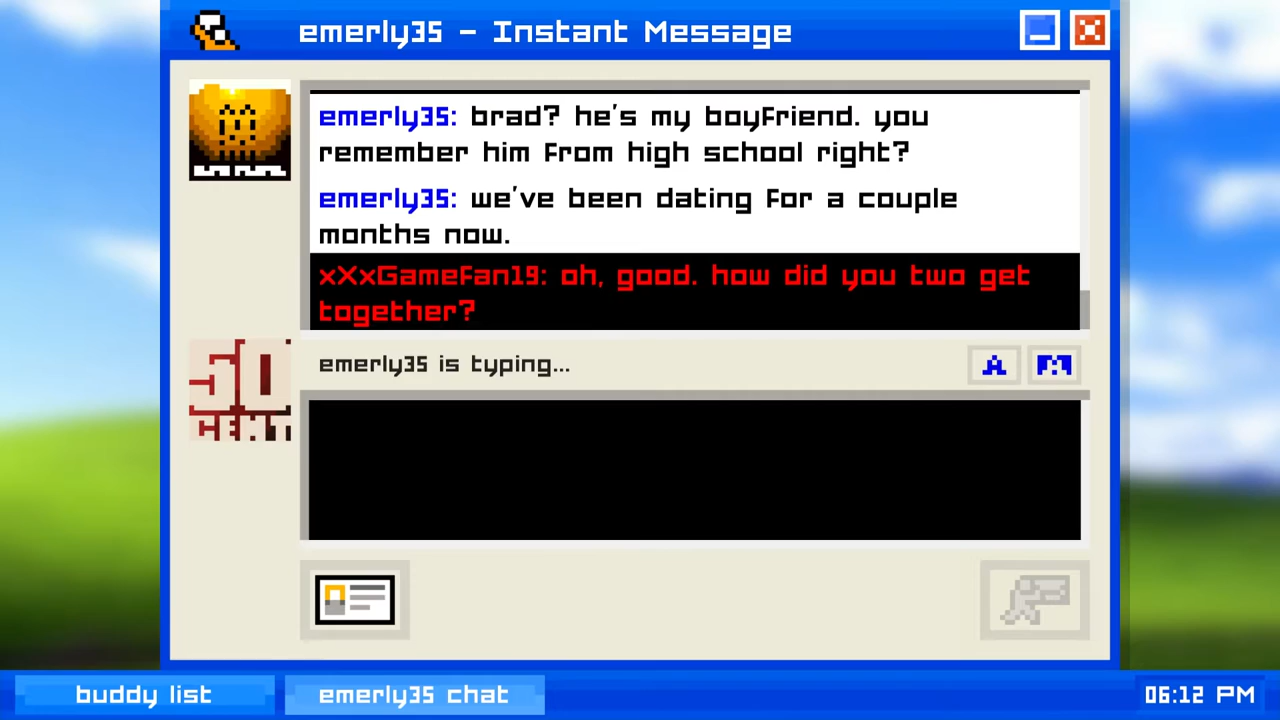 emerly35 - Instant Message
emerly35: brad? he's my boyfriend. you
remember him from high school right?
emerly35: we've been dating for a couple
months now.
xXxGameFan19: oh, good. how did you two get
together?
emerly35 is typing...
A
50
CENT
buddy list
emerly35 chat
06:12 PM